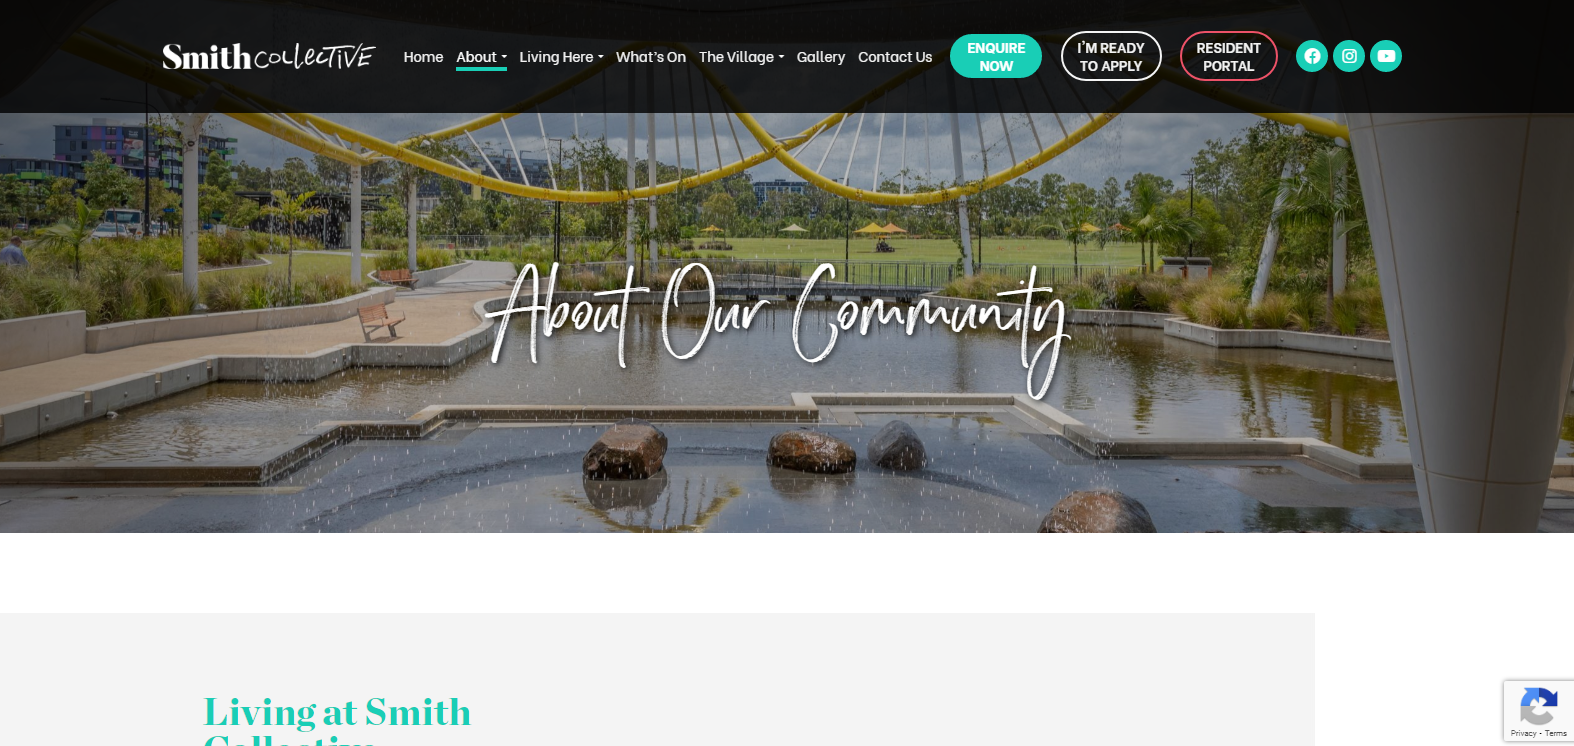 Smith COLLECTIVE
Home About Living Here What's On The Village Gallery Contact Us
ENQUIRE
NOW
I'M READY
TO APPLY
RESIDENT
PORTAL
About Our Community
Living at Smith
Collective
Privacy - Terms